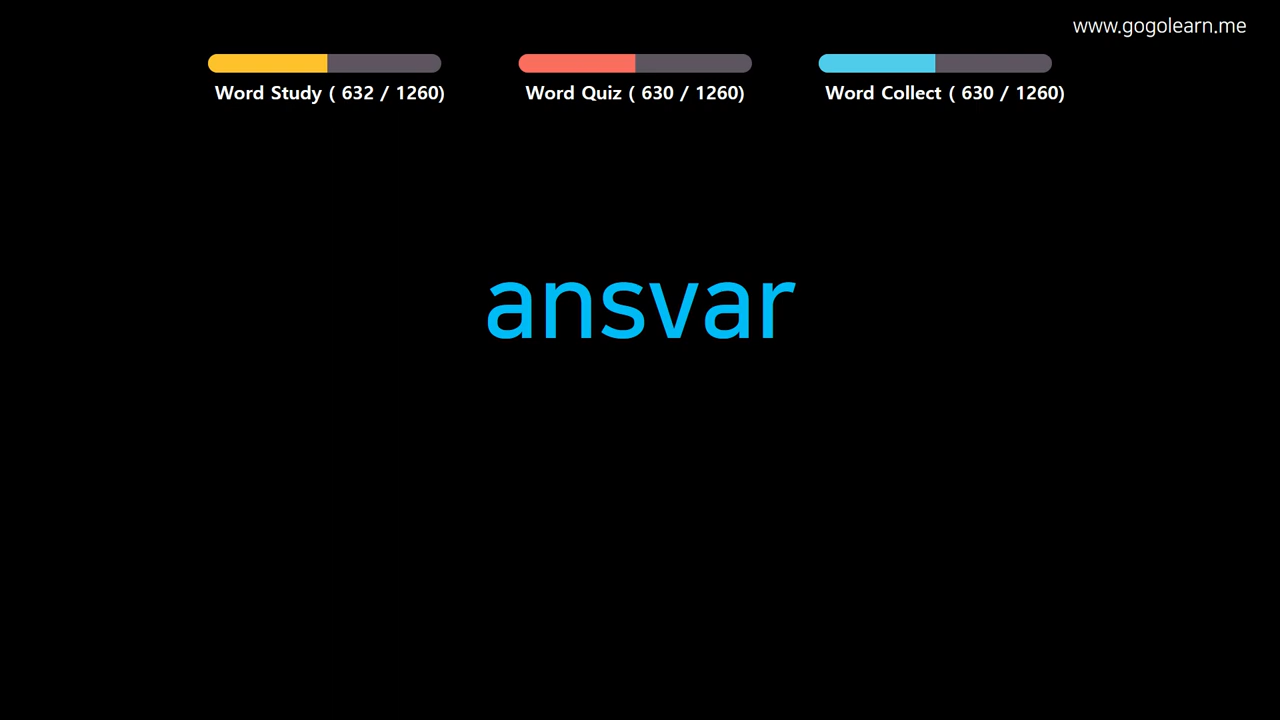 www.gogolearn.me
Word Study ( 632 / 1260)
Word Quiz ( 630 / 1260)
Word Collect ( 630 / 1260)
ansvar